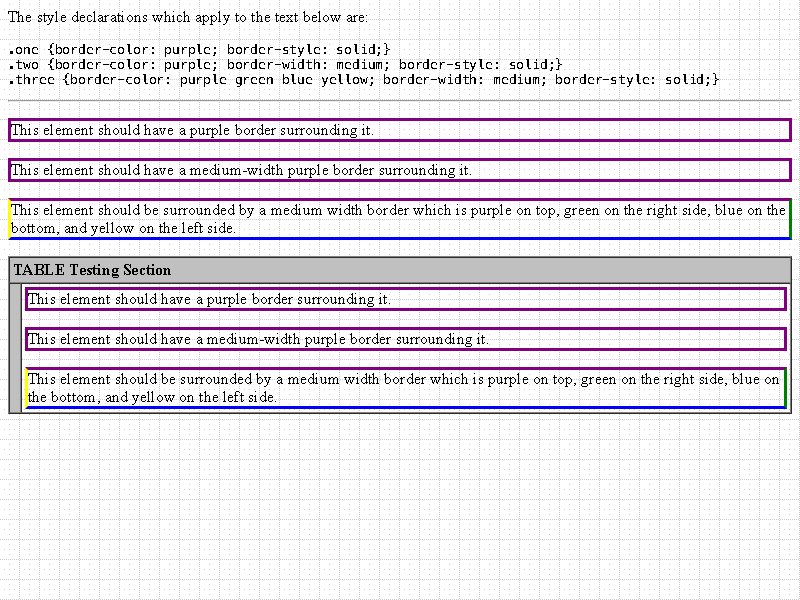 The style declarations which apply to the text below are:
.one {border-color: purple; border-style: solid;}
.two {border-color: purple; border-width: medium; border-style: solid;}
.three {border-color: purple green blue yellow; border-width: medium; border-style: solid;}
This element should have a purple border surrounding it.
This element should have a medium-width purple border surrounding it.
This element should be surrounded by a medium width border which is purple on top, green on the right side, blue on the
bottom, and yellow on the left side.
TABLE Testing Section
This element should have a purple border surrounding it.
This element should have a medium-width purple border surrounding it.
This element should be surrounded by a medium width border which is purple on top, green on the right side, blue on
the bottom, and yellow on the left side.